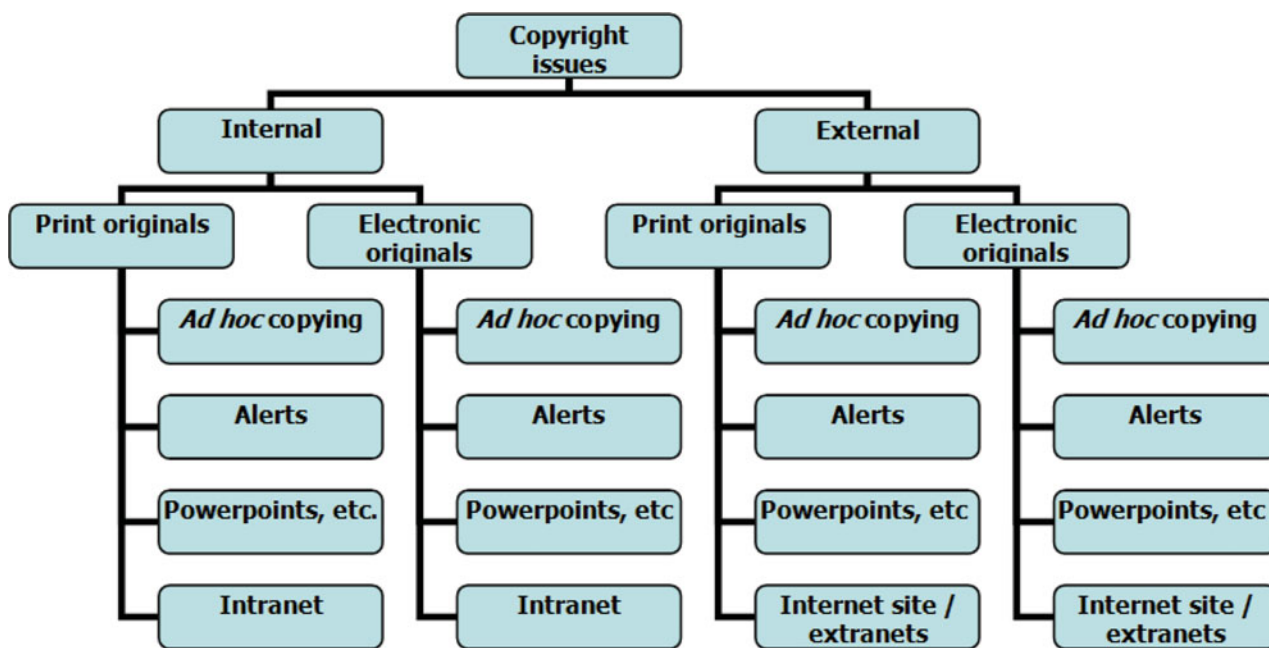 Copyright
issues
Internal
External
Print originals
Electronic
originals
Print originals
Electronic
originals
Ad hoc copying
Ad hoc copying
Ad hoc copying
Ad hoc copying
Alerts
Alerts
Alerts
Alerts
Powerpoints, etc.
Powerpoints, etc
Powerpoints, etc
Powerpoints, etc
Intranet
Intranet
Internet site /
extranets
Internet site /
extranets